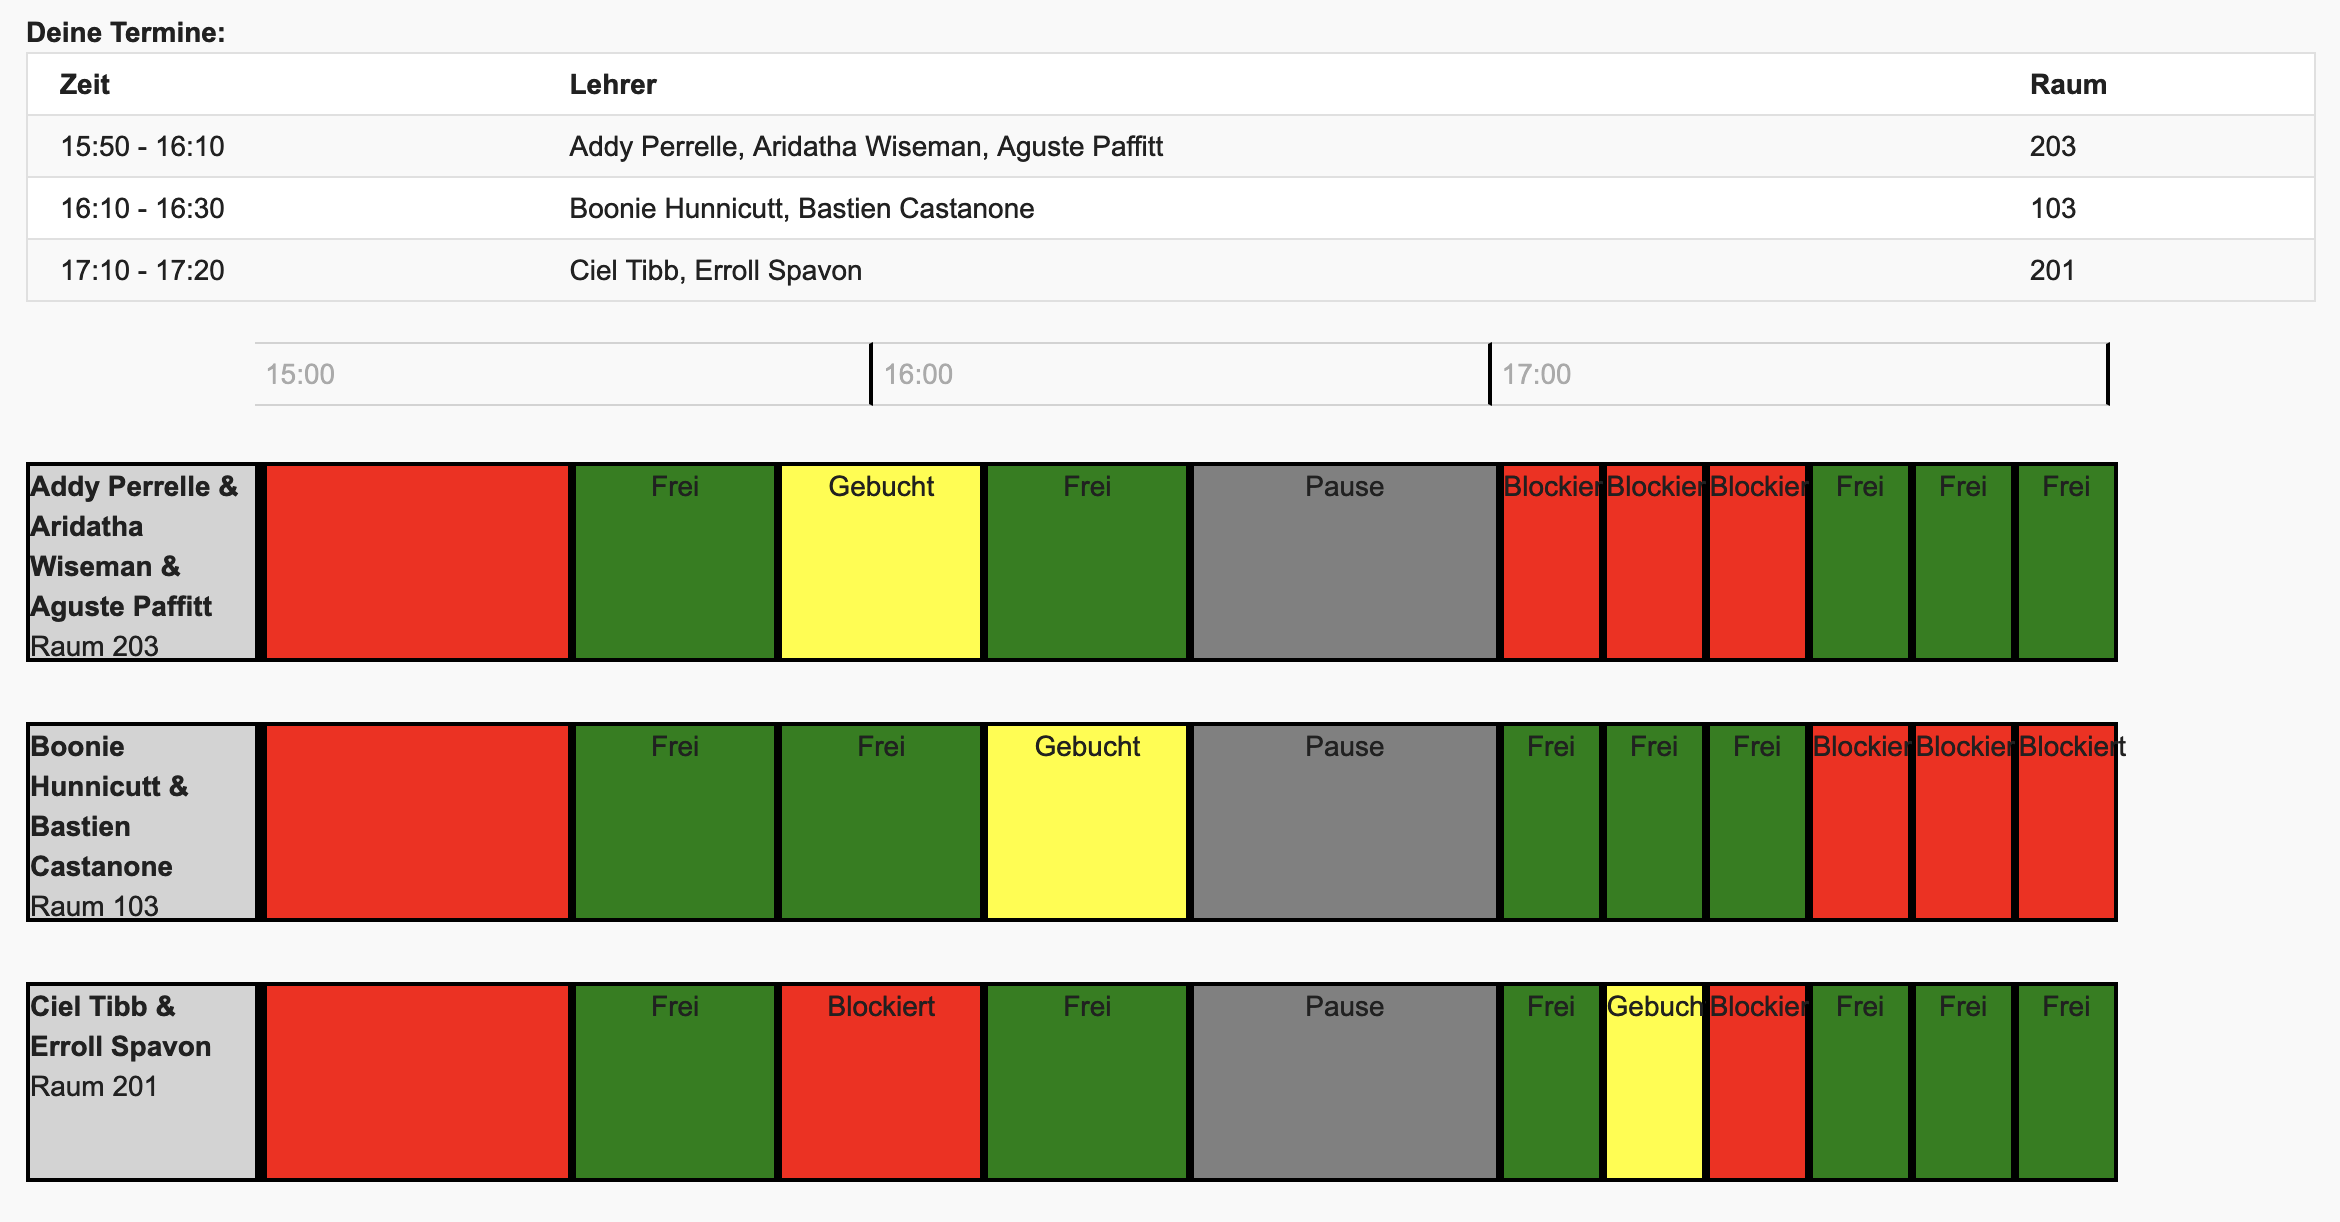 Deine Termine:
Zeit Lehrer Raum
15:50 - 16:10 Addy Perrelle, Aridatha Wiseman, Aguste Paffitt 203
16:10 - 16:30 Boonie Hunnicutt, Bastien Castanone 103
17:10 - 17:20 Ciel Tibb, Erroll Spavon 201
15:00 16:00 17:00
Addy Perrelle &
Aridatha
Wiseman &
Aguste Paffitt
Raum 203
Frei Gebucht Frei Pause Blockier Blockier Blockier Frei Frei Frei
Boonie
Hunnicutt &
Bastien
Castanone
Raum 103
Frei Frei Gebucht Pause Frei Frei Frei Blockier Blockier Blockiert
Ciel Tibb &
Erroll Spavon
Raum 201
Frei Blockiert Frei Pause Frei Gebuch Blockier Frei Frei Frei